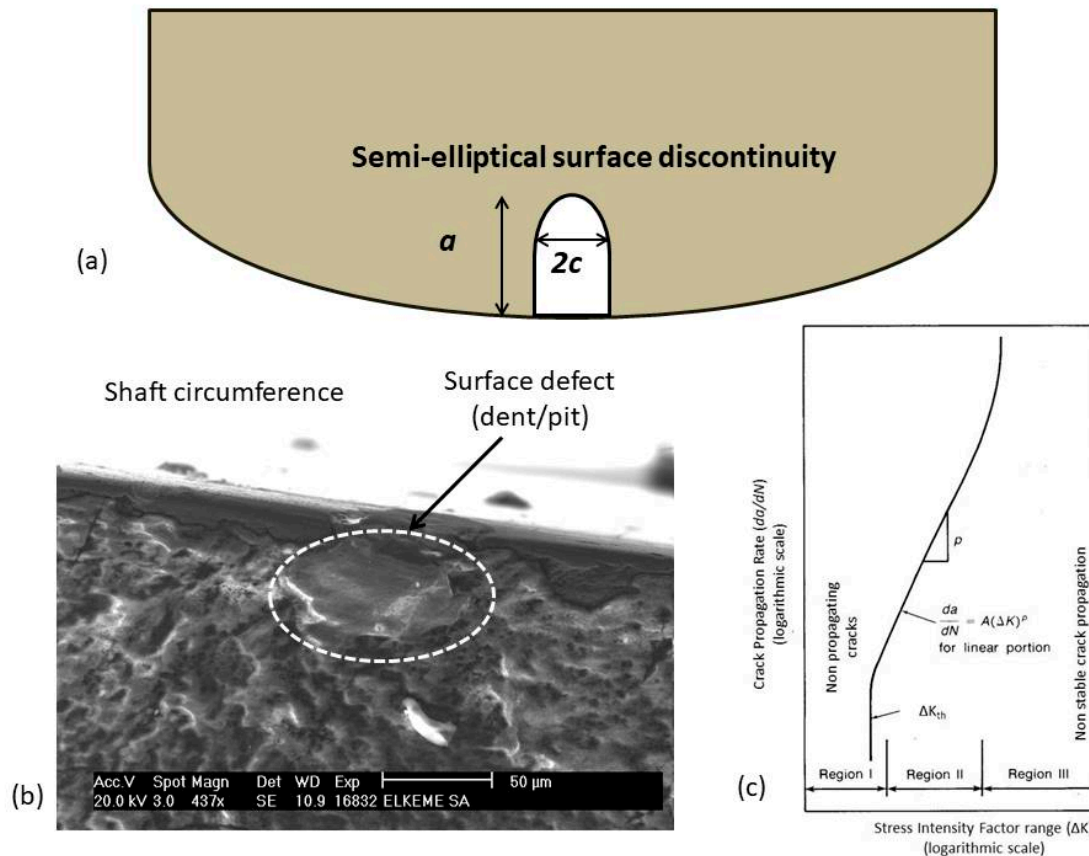 Semi-elliptical surface discontinuity
a
2c
(a)
Shaft circumference
Surface defect
(dent/pit)
Acc.V Spot Magn Det WD Exp
20.0 kV 3.0 437x SE 10.9 16832 ELKEME SA
50 µm
(b)
Crack Propagation Rate (da/dN)
(logarithmic scale)
Non propagating
cracks
p
da/dN = A(ΔK)^p
for linear portion
ΔKth
Non stable crack propagation
Region I
Region II
Region III
(c)
Stress Intensity Factor range (ΔK
(logarithmic scale)